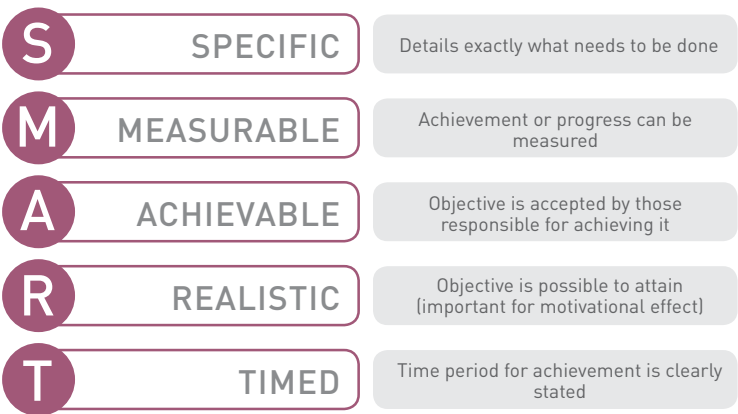 S
SPECIFIC
Details exactly what needs to be done
M
MEASURABLE
Achievement or progress can be
measured
A
ACHIEVABLE
Objective is accepted by those
responsible for achieving it
R
REALISTIC
Objective is possible to attain
(important for motivational effect)
T
TIMED
Time period for achievement is clearly
stated